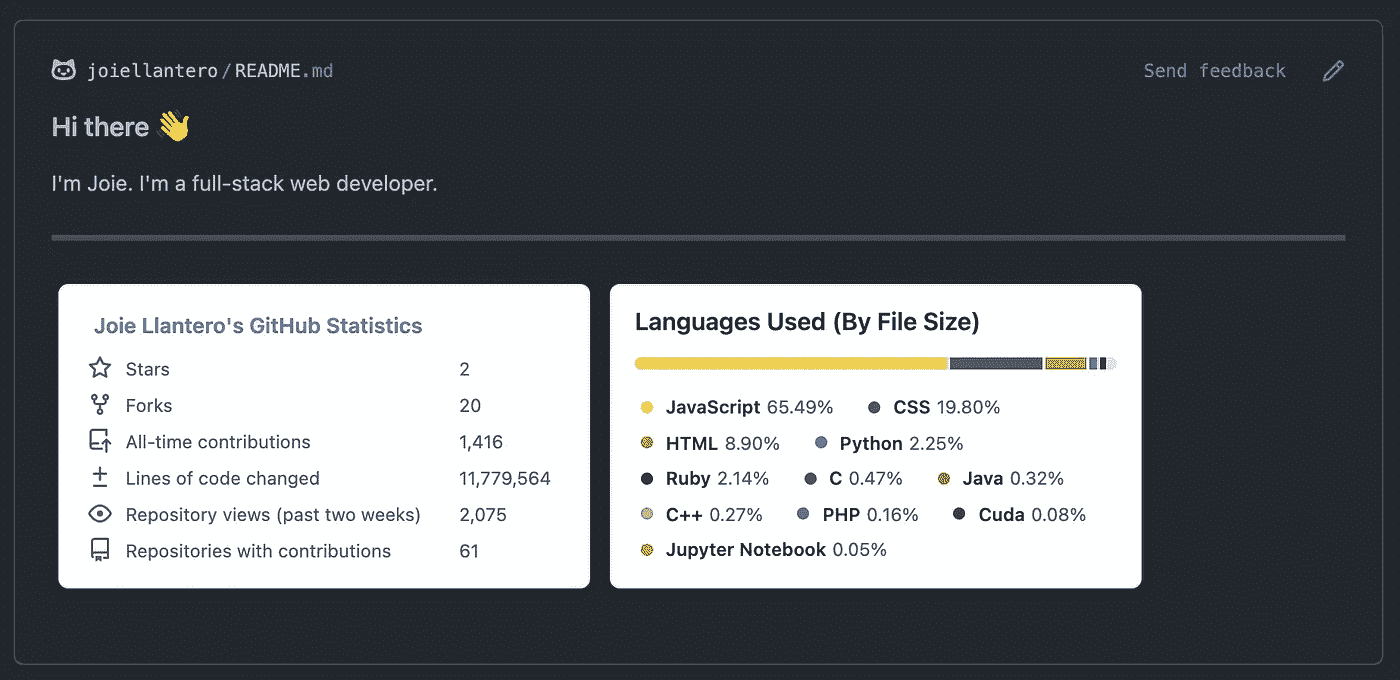 joiellantero/README.md
Send feedback
Hi there 👋
I'm Joie. I'm a full-stack web developer.
Joie Llantero's GitHub Statistics
Stars 2
Forks 20
All-time contributions 1,416
Lines of code changed 11,779,564
Repository views (past two weeks) 2,075
Repositories with contributions 61
Languages Used (By File Size)
JavaScript 65.49% CSS 19.80%
HTML 8.90% Python 2.25%
Ruby 2.14% C 0.47% Java 0.32%
C++ 0.27% PHP 0.16% Cuda 0.08%
Jupyter Notebook 0.05%